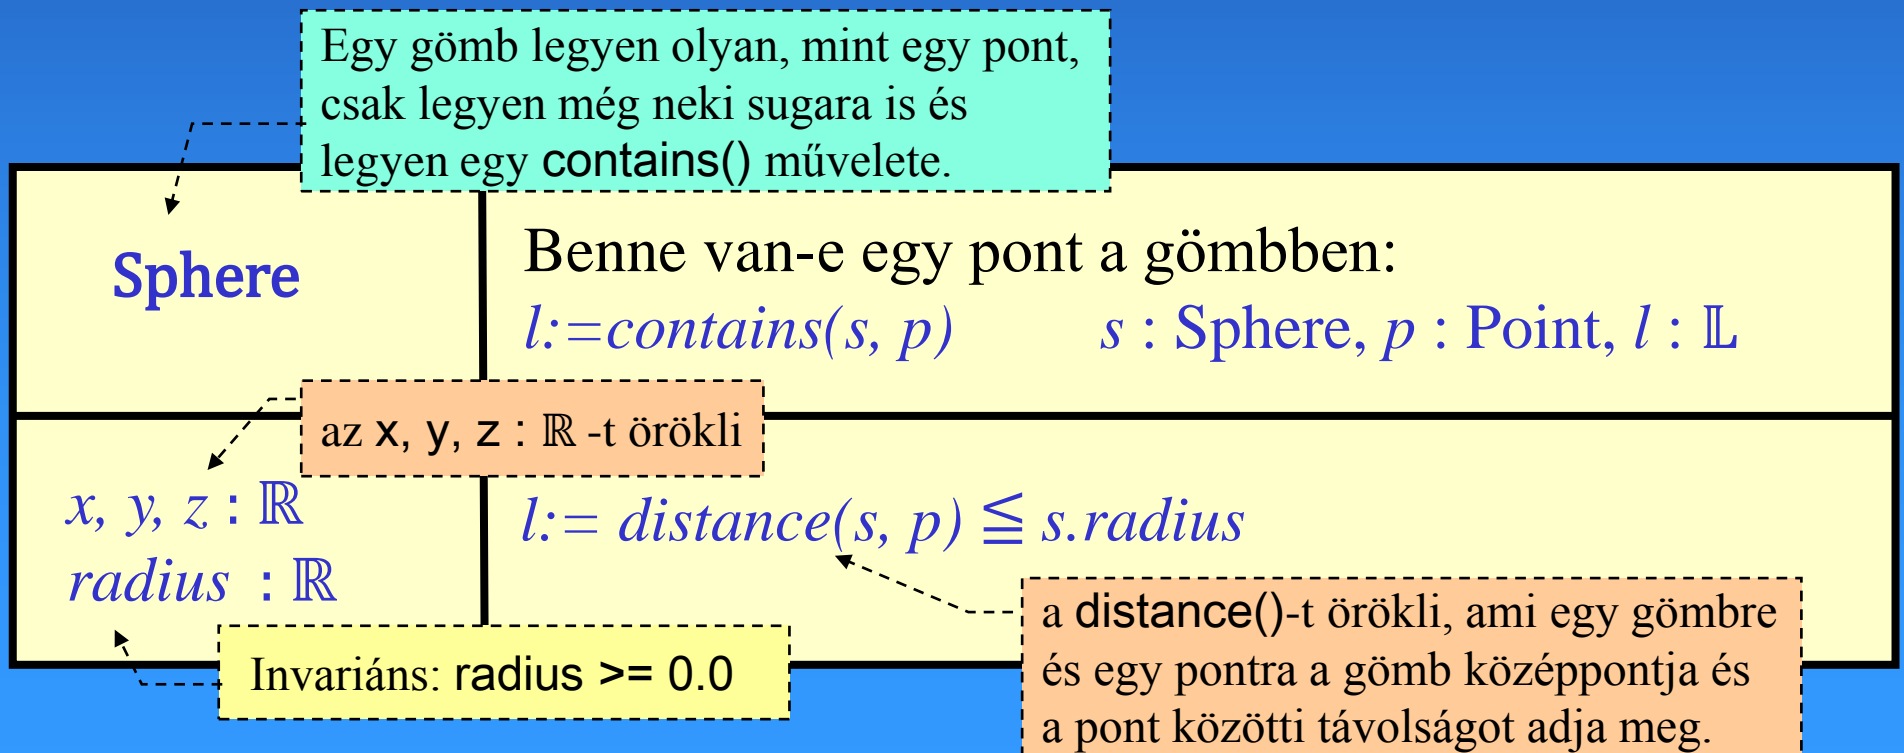 Egy gömb legyen olyan, mint egy pont,
csak legyen még neki sugara is és
legyen egy contains() művelete.
Sphere
Benne van-e egy pont a gömbben:
l:=contains(s, p) s : Sphere, p : Point, l : 𝕃
az x, y, z : ℝ -t örökli
x, y, z : ℝ
radius : ℝ
l:= distance(s, p) ≦ s.radius
Invariáns: radius >= 0.0
a distance()-t örökli, ami egy gömbre
és egy pontra a gömb középpontja és
a pont közötti távolságot adja meg.